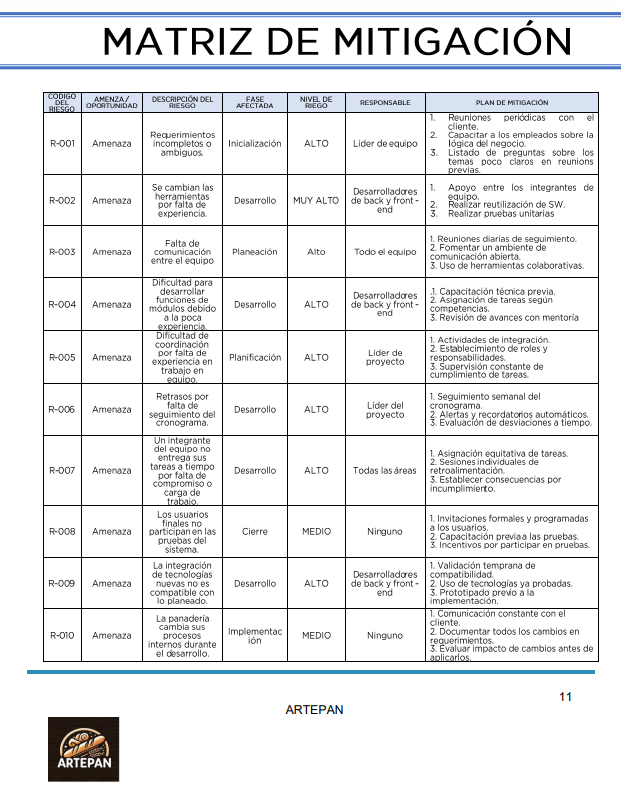 MATRIZ DE MITIGACIÓN
CÓDIGO DEL RIESGO | AMENZA / OPORTUNIDAD | DESCRIPCIÓN DEL RIESGO | FASE AFECTADA | NIVEL DE RIEGO | RESPONSABLE | PLAN DE MITIGACIÓN
R-001 | Amenaza | Requerimientos incompletos o ambiguos. | Inicialización | ALTO | Lider de equipo | 1. Reuniones periódicas con el cliente.
2. Capacitar a los empleados sobre la lógica del negocio.
3. Listado de preguntas sobre los temas poco claros en reunions previas.
R-002 | Amenaza | Se cambian las herramientas por falta de experiencia. | Desarrollo | MUY ALTO | Desarrolladores de back y front - end | 1. Apoyo entre los integrantes de equipo.
2. Realizar reutilización de SW.
3. Realizar pruebas unitarias
R-003 | Amenaza | Falta de comunicación entre el equipo | Planeación | Alto | Todo el equipo | 1. Reuniones diarias de seguimiento.
2. Fomentar un ambiente de comunicación abierta.
3. Uso de herramientas colaborativas.
R-004 | Amenaza | Dificultad para desarrollar funciones de módulos debido a la poca experiencia. | Desarrollo | ALTO | Desarrolladores de back y front - end | .1. Capacitación técnica previa.
2. Asignación de tareas según competencias.
3. Revisión de avances con mentoría
R-005 | Amenaza | Dificultad de coordinación por falta de experiencia en trabajo en equipo. | Planificación | ALTO | Líder de proyecto | 1. Actividades de integración.
2. Establecimiento de roles y responsabilidades.
3. Supervisión constante de cumplimiento de tareas.
R-006 | Amenaza | Retrasos por falta de seguimiento del cronograma. | Desarrollo | ALTO | Líder del proyecto | 1. Seguimiento semanal del cronograma.
2. Alertas y recordatorios automáticos.
3. Evaluación de desviaciones a tiempo.
R-007 | Amenaza | Un integrante del equipo no entrega sus tareas a tiempo por falta de compromiso o carga de trabajo. | Desarrollo | ALTO | Todas las áreas | 1. Asignación equitativa de tareas.
2. Sesiones individuales de retroalimentación.
3. Establecer consecuencias por incumplimiento.
R-008 | Amenaza | Los usuarios finales no participan en las pruebas del sistema. | Cierre | MEDIO | Ninguno | 1. Invitaciones formales y programadas a los usuarios.
2. Capacitación previa a las pruebas.
3. Incentivos por participar en pruebas.
R-009 | Amenaza | La integración de tecnologías nuevas no es compatible con lo planeado. | Desarrollo | ALTO | Desarrolladores de back y front - end | 1. Validación temprana de compatibilidad.
2. Uso de tecnologías ya probadas.
3. Prototipado previo a la implementación.
R-010 | Amenaza | La panadería cambia sus procesos internos durante el desarrollo. | Implementación | MEDIO | Ninguno | 1. Comunicación constante con el cliente.
2. Documentar todos los cambios en requerimientos.
3. Evaluar impacto de cambios antes de aplicarlos.
11
ARTEPAN
ARTEPAN